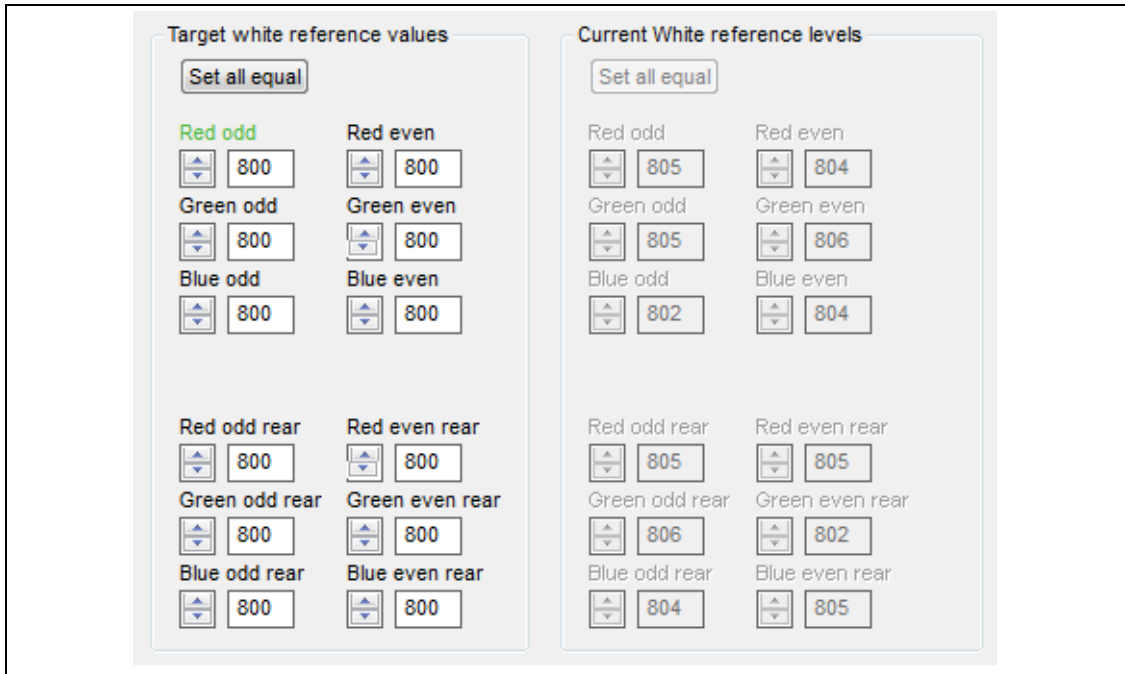 Target white reference values
Set all equal
Red odd Red even
800 800
Green odd Green even
800 800
Blue odd Blue even
800 800
Red odd rear Red even rear
800 800
Green odd rear Green even rear
800 800
Blue odd rear Blue even rear
800 800
Current White reference levels
Set all equal
Red odd Red even
805 804
Green odd Green even
805 806
Blue odd Blue even
802 804
Red odd rear Red even rear
805 805
Green odd rear Green even rear
806 802
Blue odd rear Blue even rear
804 805